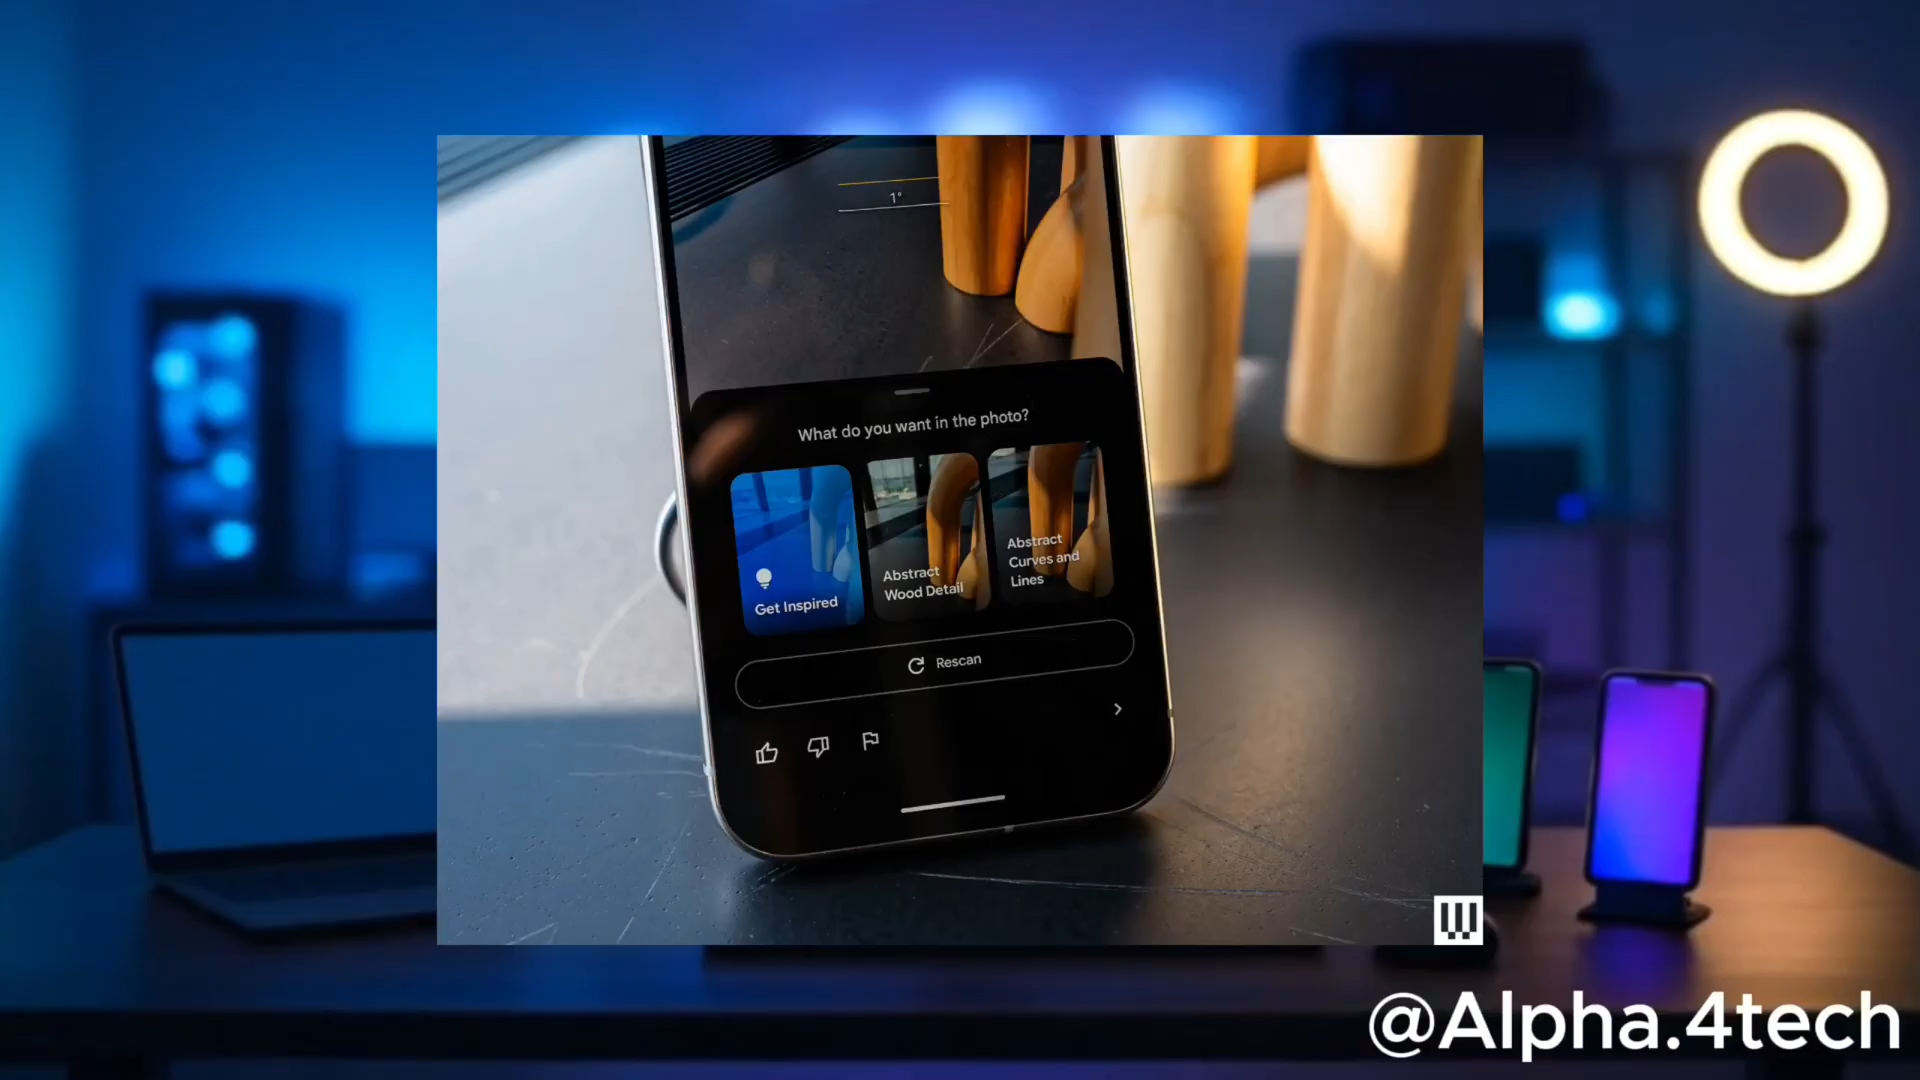 1°
What do you want in the photo?
Get Inspired
Abstract
Wood Detail
Abstract
Curves and
Lines
Rescan
W
@Alpha.4tech